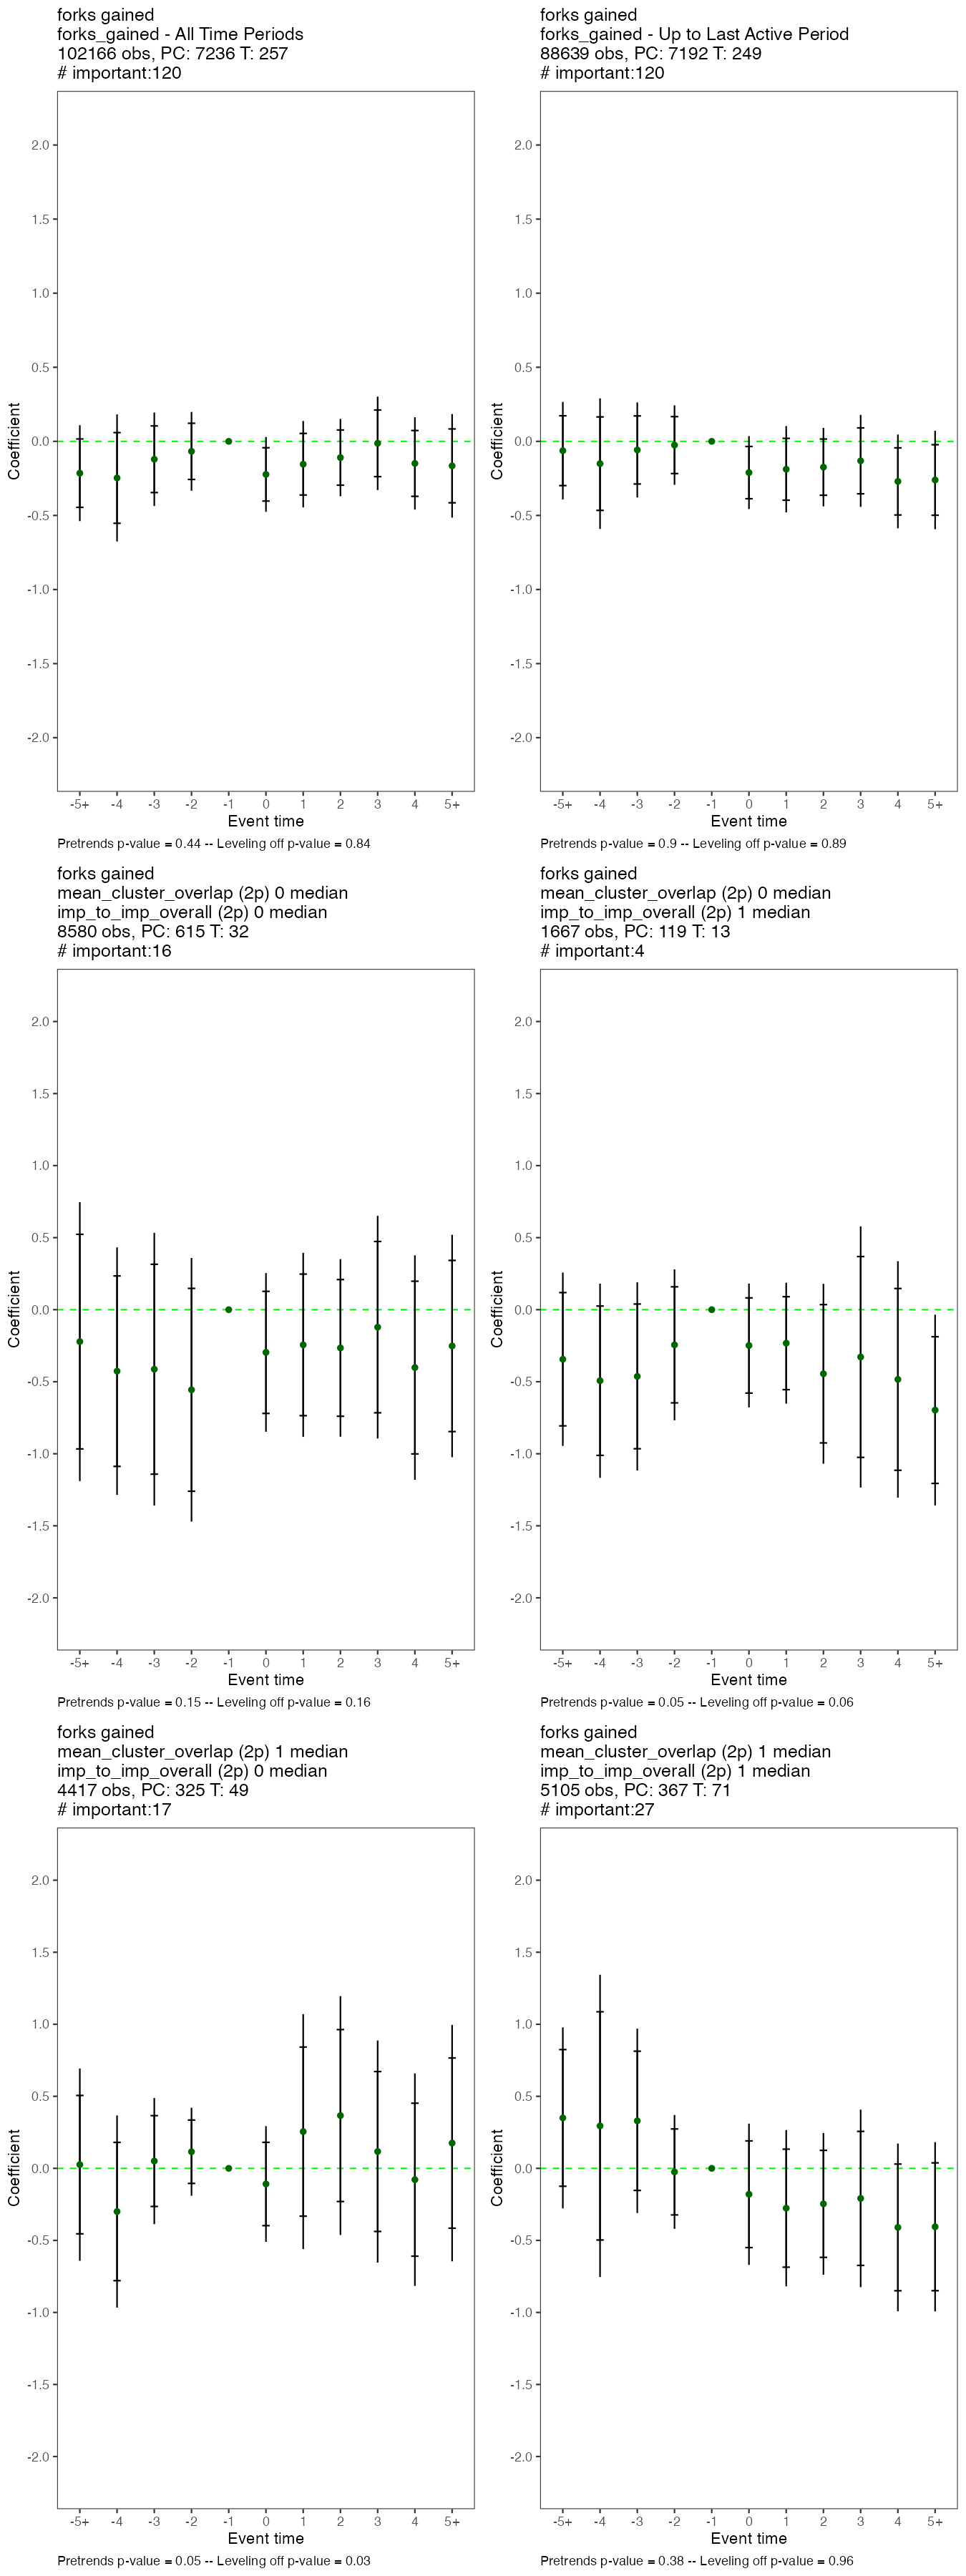 forks gained
forks_gained - All Time Periods
102166 obs, PC: 7236 T: 257
# important:120
2.0
1.5
1.0
0.5
0.0
-0.5
-1.0
-1.5
-2.0
Coefficient
-5+ -4 -3 -2 -1 0 1 2 3 4 5+
Event time
Pretrends p-value = 0.44 -- Leveling off p-value = 0.84
forks gained
forks_gained - Up to Last Active Period
88639 obs, PC: 7192 T: 249
# important:120
2.0
1.5
1.0
0.5
0.0
-0.5
-1.0
-1.5
-2.0
Coefficient
-5+ -4 -3 -2 -1 0 1 2 3 4 5+
Event time
Pretrends p-value = 0.9 -- Leveling off p-value = 0.89
forks gained
mean_cluster_overlap (2p) 0 median
imp_to_imp_overall (2p) 0 median
8580 obs, PC: 615 T: 32
# important:16
2.0
1.5
1.0
0.5
0.0
-0.5
-1.0
-1.5
-2.0
Coefficient
-5+ -4 -3 -2 -1 0 1 2 3 4 5+
Event time
Pretrends p-value = 0.15 -- Leveling off p-value = 0.16
forks gained
mean_cluster_overlap (2p) 0 median
imp_to_imp_overall (2p) 1 median
1667 obs, PC: 119 T: 13
# important:4
2.0
1.5
1.0
0.5
0.0
-0.5
-1.0
-1.5
-2.0
Coefficient
-5+ -4 -3 -2 -1 0 1 2 3 4 5+
Event time
Pretrends p-value = 0.05 -- Leveling off p-value = 0.06
forks gained
mean_cluster_overlap (2p) 1 median
imp_to_imp_overall (2p) 0 median
4417 obs, PC: 325 T: 49
# important:17
2.0
1.5
1.0
0.5
0.0
-0.5
-1.0
-1.5
-2.0
Coefficient
-5+ -4 -3 -2 -1 0 1 2 3 4 5+
Event time
Pretrends p-value = 0.05 -- Leveling off p-value = 0.03
forks gained
mean_cluster_overlap (2p) 1 median
imp_to_imp_overall (2p) 1 median
5105 obs, PC: 367 T: 71
# important:27
2.0
1.5
1.0
0.5
0.0
-0.5
-1.0
-1.5
-2.0
Coefficient
-5+ -4 -3 -2 -1 0 1 2 3 4 5+
Event time
Pretrends p-value = 0.38 -- Leveling off p-value = 0.96